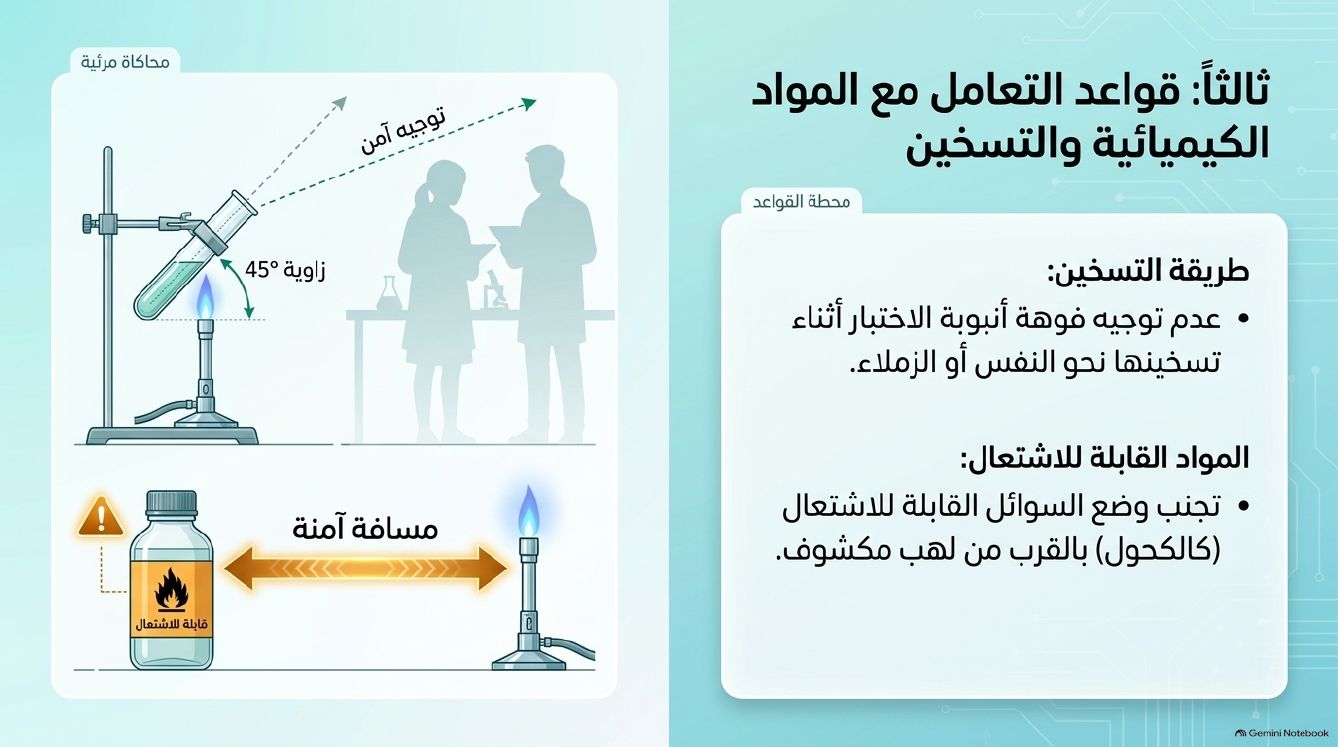 ثالثاً: قواعد التعامل مع المواد
الكيميائية والتسخين
محطة القواعد
طريقة التسخين:
• عدم توجيه فوهة أنبوبة الاختبار أثناء
تسخينها نحو النفس أو الزملاء.
المواد القابلة للاشتعال:
• تجنب وضع السوائل القابلة للاشتعال
(كالكحول) بالقرب من لهب مكشوف.
محاكاة مرئية
توجيه آمن
زاوية 45°
مسافة آمنة
قابلة للاشتعال
Gemini Notebook